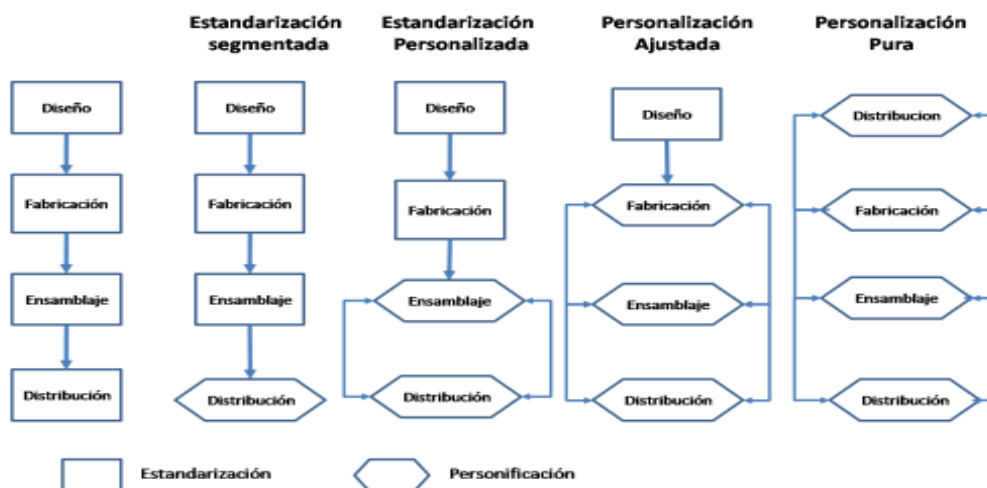 Estandarización segmentada
Estandarización Personalizada
Personalización Ajustada
Personalización Pura
Diseño
Diseño
Diseño
Diseño
Distribucion
Fabricación
Fabricación
Fabricación
Fabricación
Fabricación
Ensamblaje
Ensamblaje
Ensamblaje
Ensamblaje
Ensamblaje
Distribución
Distribución
Distribución
Distribución
Distribución
Estandarización
Personificación